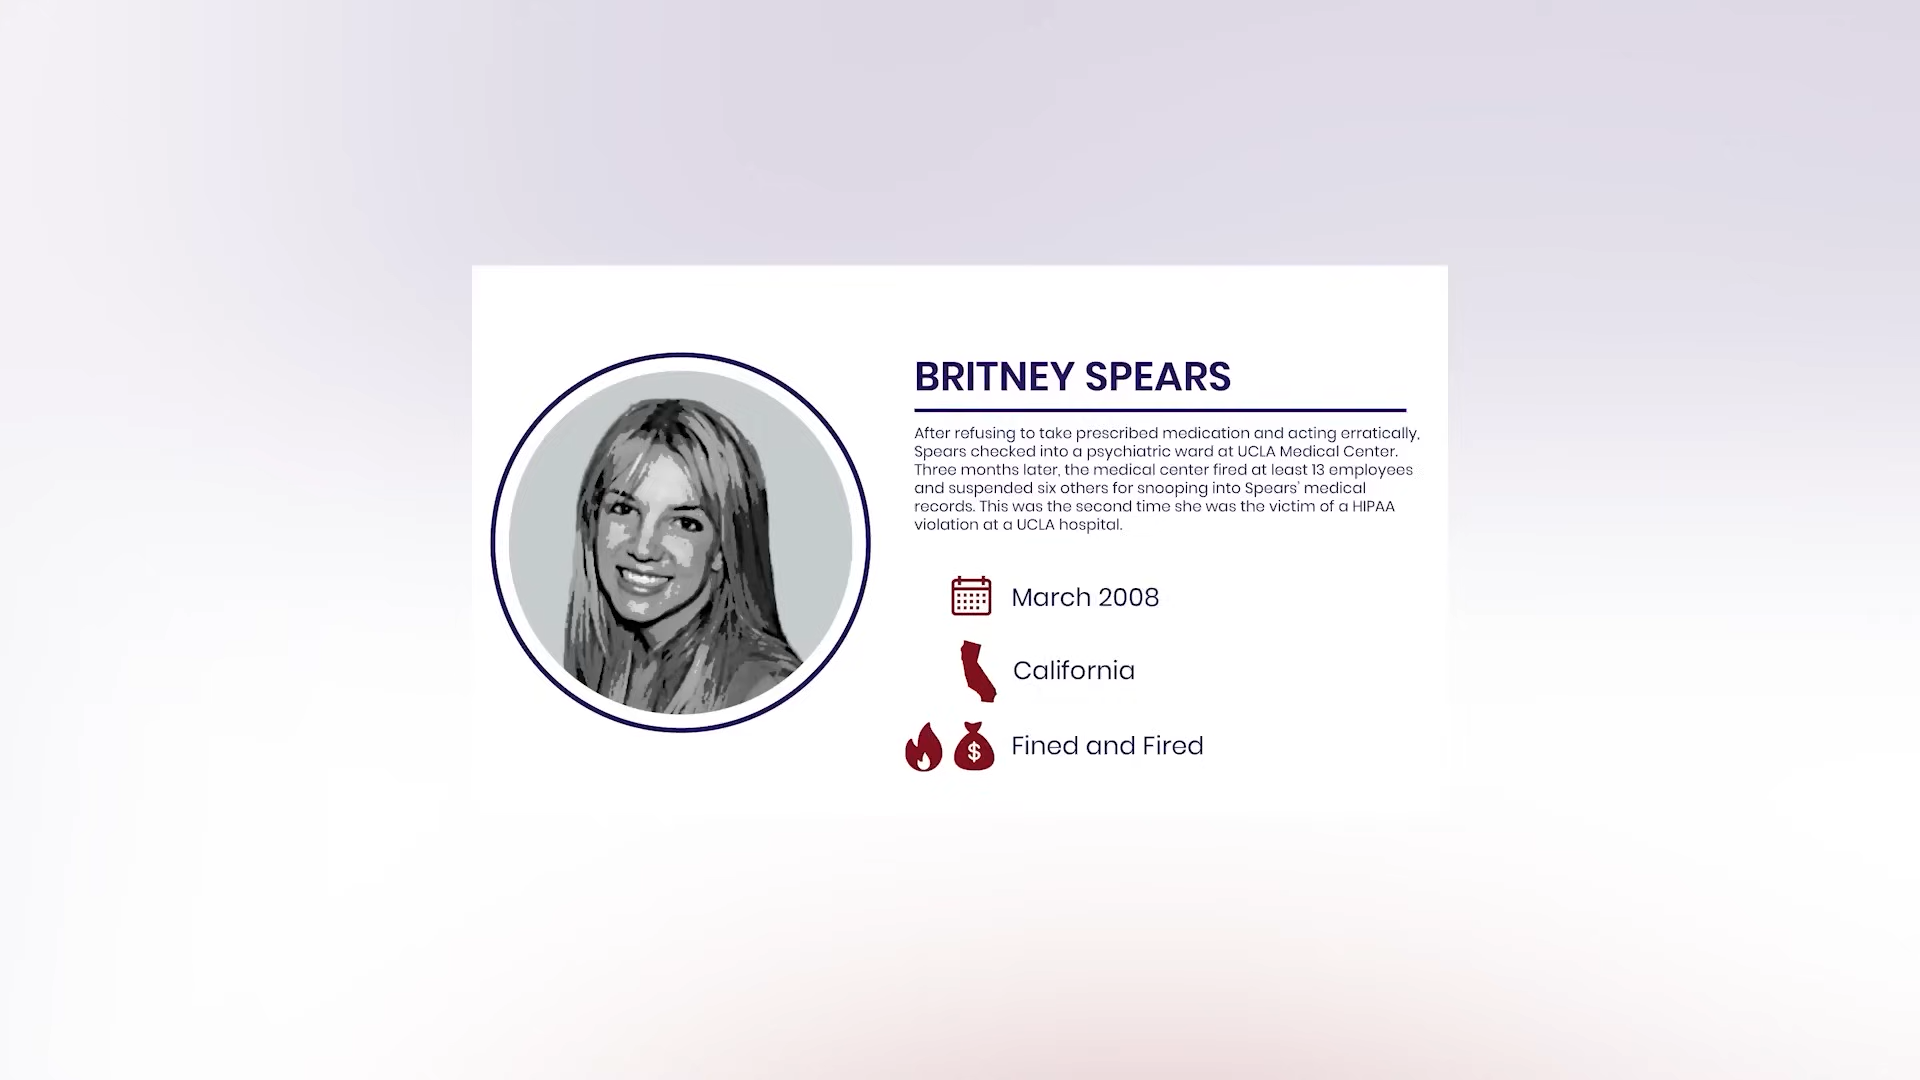 BRITNEY SPEARS
After refusing to take prescribed medication and acting erratically,
Spears checked into a psychiatric ward at UCLA Medical Center.
Three months later, the medical center fired at least 13 employees
and suspended six others for snooping into Spears' medical
records. This was the second time she was the victim of a HIPAA
violation at a UCLA hospital.
March 2008
California
$ Fined and Fired